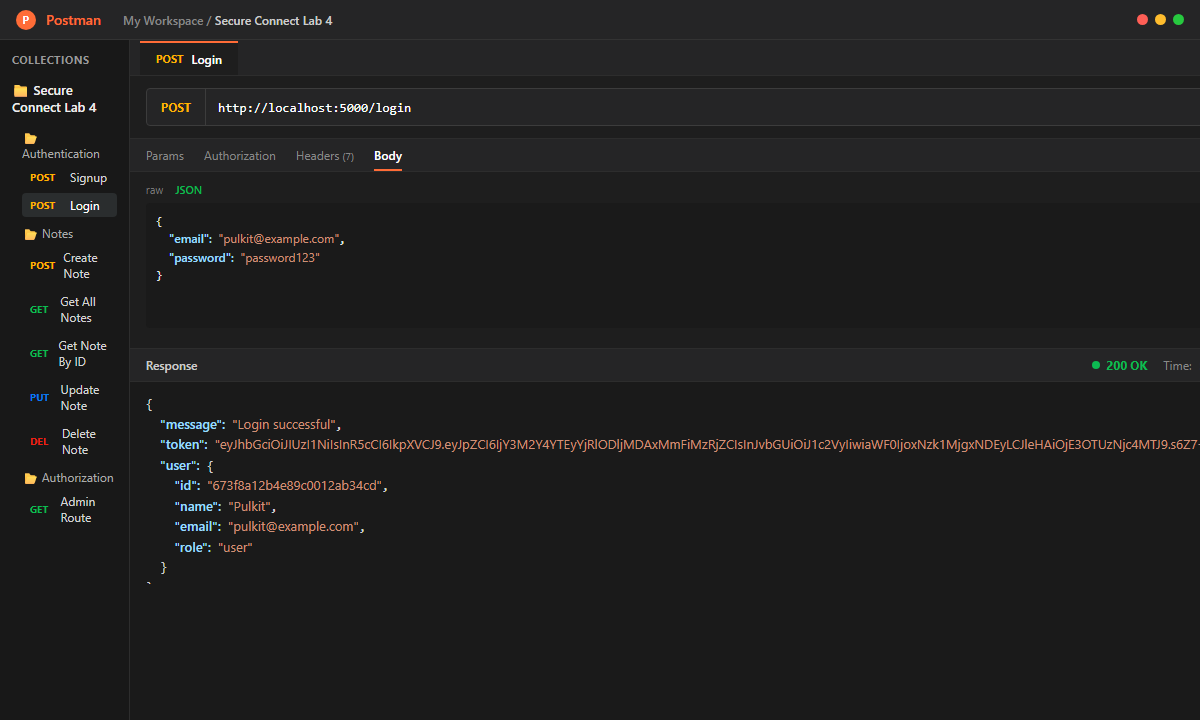 P Postman My Workspace / Secure Connect Lab 4
COLLECTIONS
Secure
Connect Lab 4
Authentication
POST Signup
POST Login
Notes
POST Create
Note
GET Get All
Notes
GET Get Note
By ID
PUT Update
Note
DEL Delete
Note
Authorization
GET Admin
Route
POST Login
POST http://localhost:5000/login
Params Authorization Headers (7) Body
raw JSON
{
"email": "pulkit@example.com",
"password": "password123"
}
Response 200 OK Time:
{
"message": "Login successful",
"token": "eyJhbGciOiJIUzI1NiIsInR5cCI6IkpXVCJ9.eyJpZCI6IjY3M2Y4YTEyYjRlODljMDAxMmFiMzRjZCIsInJvbGUiOiJ1c2VyIiwiaWF0IjoxNzk1MjgxNDEyLCJleHAiOjE3OTUzNjc4MTJ9.s6Z7-
"user": {
"id": "673f8a12b4e89c0012ab34cd",
"name": "Pulkit",
"email": "pulkit@example.com",
"role": "user"
}